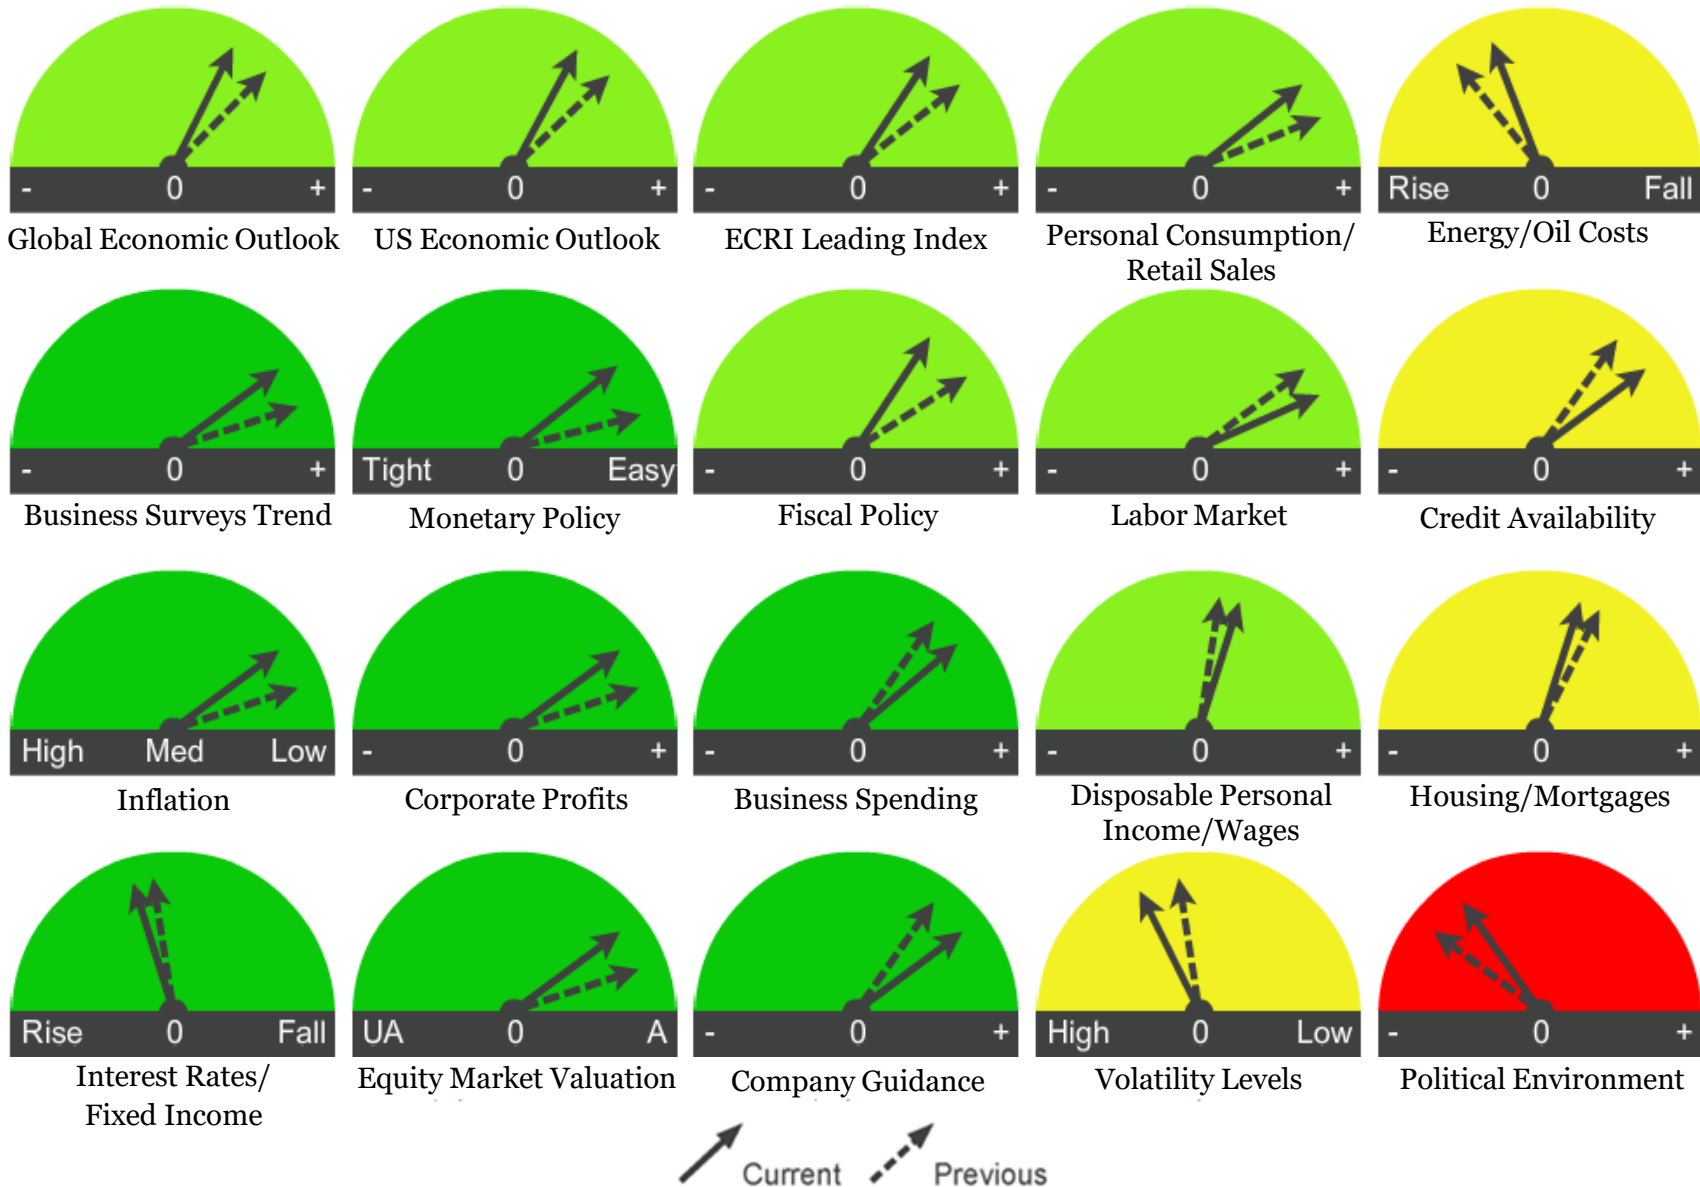 - 0 +
Global Economic Outlook
- 0 +
US Economic Outlook
- 0 +
ECRI Leading Index
- 0 +
Personal Consumption/
Retail Sales
Rise 0 Fall
Energy/Oil Costs
- 0 +
Business Surveys Trend
Tight 0 Easy
Monetary Policy
- 0 +
Fiscal Policy
- 0 +
Labor Market
- 0 +
Credit Availability
High Med Low
Inflation
- 0 +
Corporate Profits
- 0 +
Business Spending
- 0 +
Disposable Personal
Income/Wages
- 0 +
Housing/Mortgages
Rise 0 Fall
Interest Rates/
Fixed Income
UA 0 A
Equity Market Valuation
- 0 +
Company Guidance
High 0 Low
Volatility Levels
- 0 +
Political Environment
Current
Previous